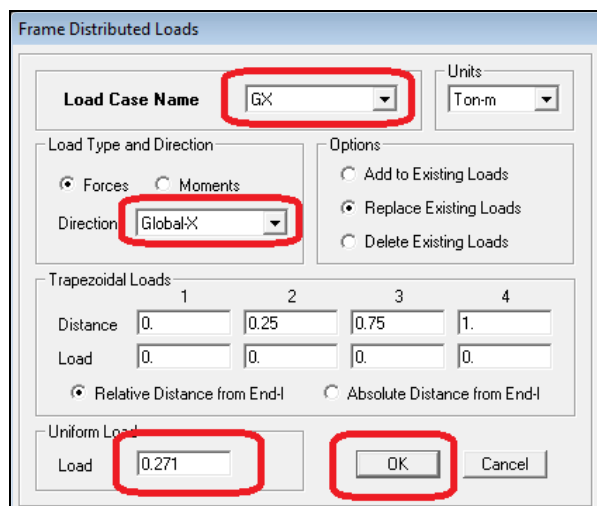 Frame Distributed Loads
Units
Load Case Name GX Ton-m
Load Type and Direction Options
Forces Moments Add to Existing Loads
Direction Global-X Replace Existing Loads
Delete Existing Loads
Trapezoidal Loads
1 2 3 4
Distance 0. 0.25 0.75 1.
Load 0. 0. 0. 0.
Relative Distance from End-I Absolute Distance from End-I
Uniform Load
Load 0.271 OK Cancel